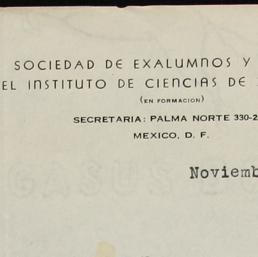 SOCIEDAD DE EXALUMNOS Y
EL INSTITUTO DE CIENCIAS DE
(EN FORMACION)
SECRETARIA: PALMA NORTE 330-2
MEXICO, D. F.
Noviemb